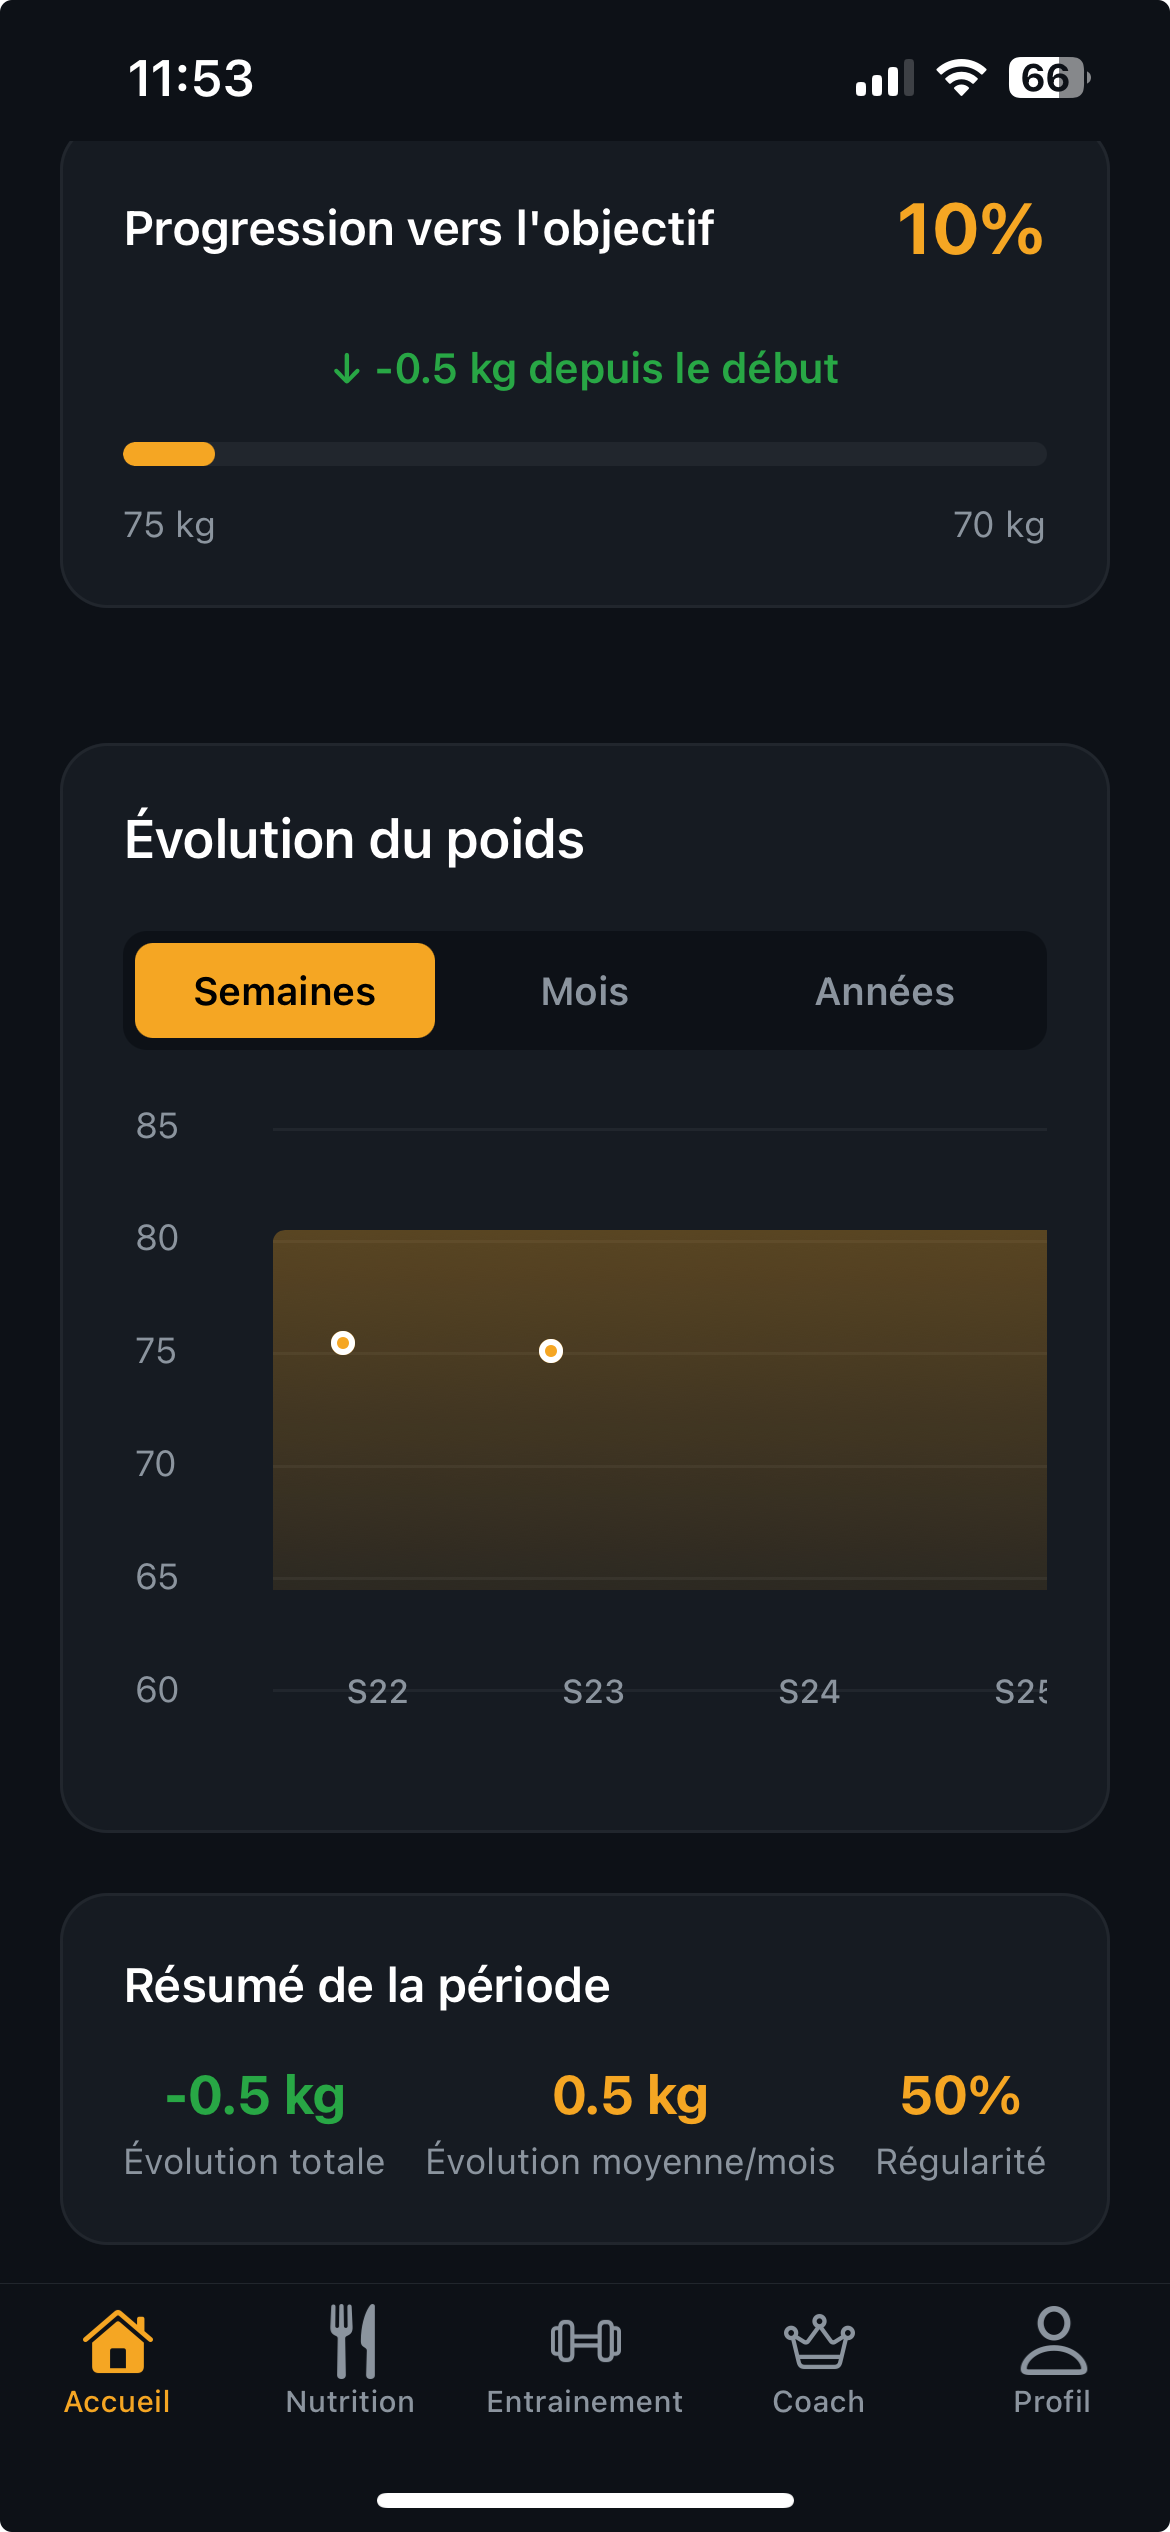 11:53
66
Progression vers l'objectif
10%
↓ -0.5 kg depuis le début
75 kg
70 kg
Évolution du poids
Semaines
Mois
Années
85
80
75
70
65
60
S22
S23
S24
S25
Résumé de la période
-0.5 kg
0.5 kg
50%
Évolution totale
Évolution moyenne/mois
Régularité
Accueil
Nutrition
Entrainement
Coach
Profil